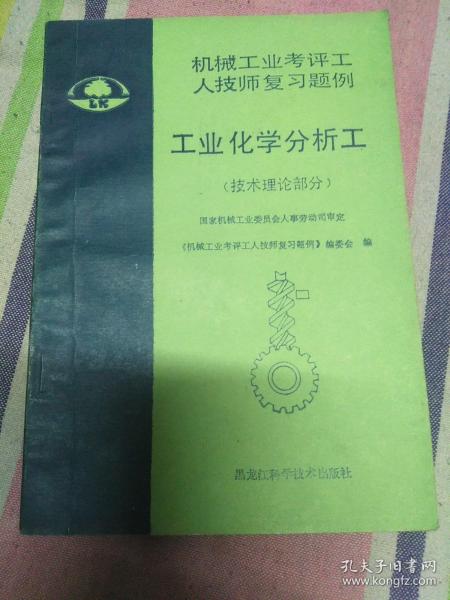 机械工业考评工
人技师复习题例
工业化学分析工
（技术理论部分）
国家机械工业委员会人事劳动司审定
《机械工业考评工人技师复习题例》编委会 编
黑龙江科学技术出版社
孔夫子旧书网
www.kongfz.com